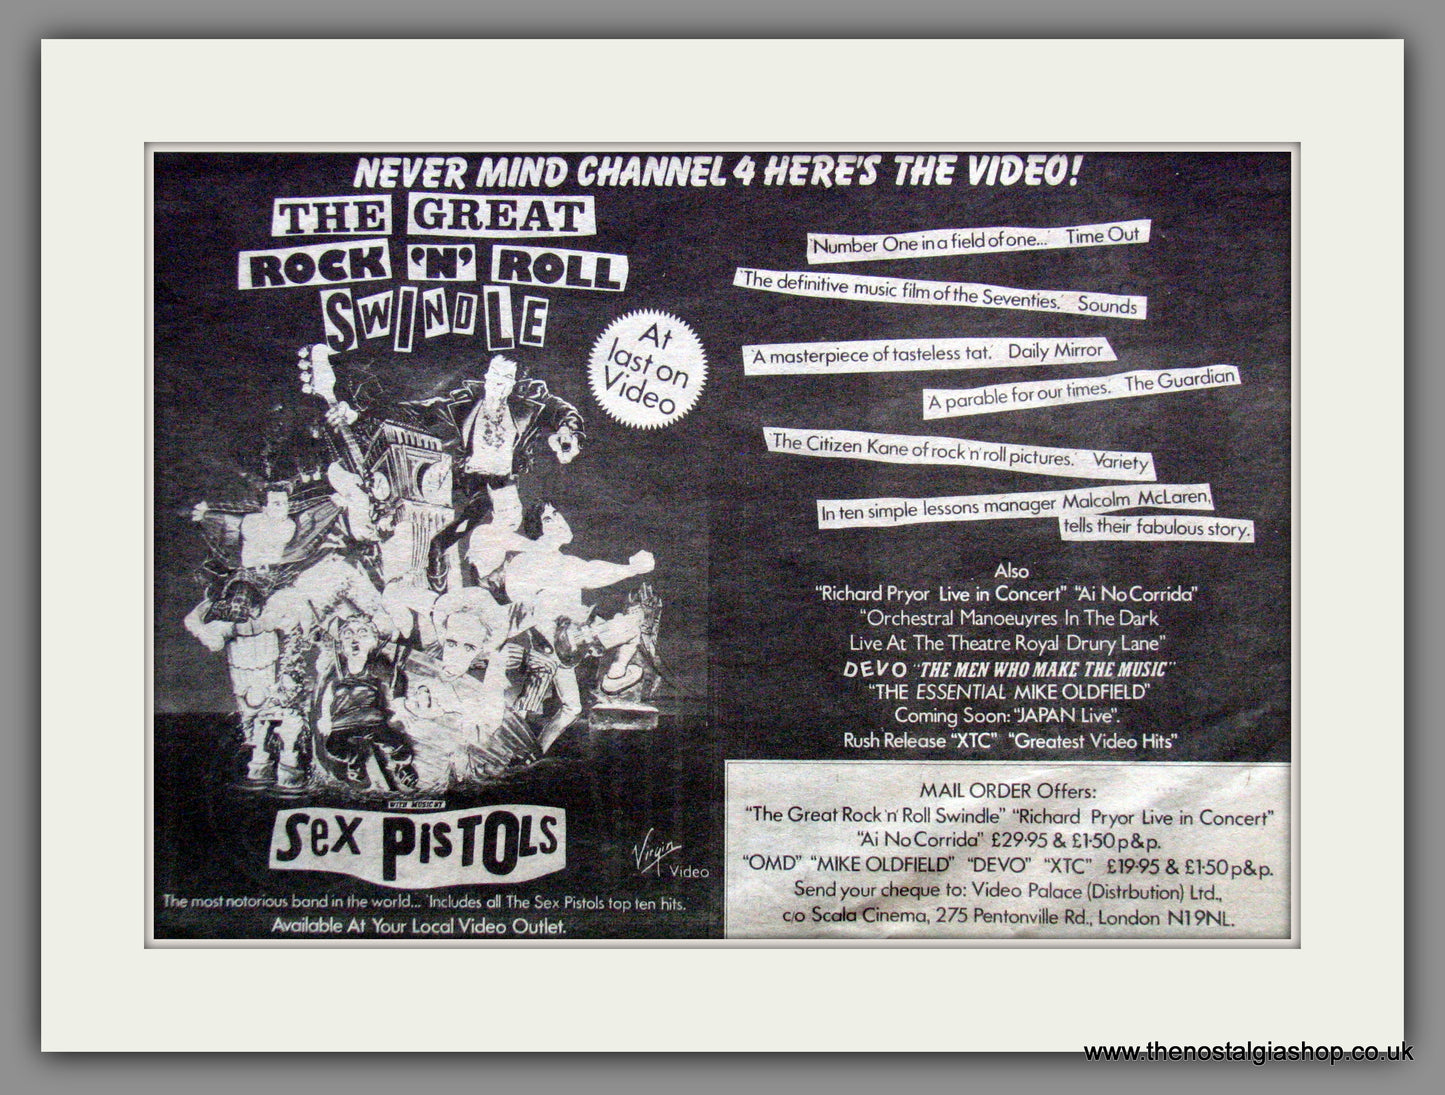 NEVER MIND CHANNEL 4 HERE'S THE VIDEO!
THE GREAT
ROCK 'N' ROLL
SWINDLE
At
last on
Video
WITH MUSIC BY
SEX PISTOLS
Virgin
Video
The most notorious band in the world... 'Includes all The Sex Pistols top ten hits.'
Available At Your Local Video Outlet.
'Number One in a field of one...' Time Out
'The definitive music film of the Seventies.' Sounds
'A masterpiece of tasteless tat.' Daily Mirror
'A parable for our times.' The Guardian
'The Citizen Kane of rock 'n' roll pictures.' Variety
In ten simple lessons manager Malcolm McLaren,
tells their fabulous story.
Also
"Richard Pryor Live in Concert" "Ai No Corrida"
"Orchestral Manoeuyres In The Dark
Live At The Theatre Royal Drury Lane"
DEVO "THE MEN WHO MAKE THE MUSIC"
"THE ESSENTIAL MIKE OLDFIELD"
Coming Soon: "JAPAN Live".
Rush Release "XTC" "Greatest Video Hits"
MAIL ORDER Offers:
"The Great Rock 'n' Roll Swindle" "Richard Pryor Live in Concert"
"Ai No Corrida" £29·95 & £1·50 p&p.
"OMD" "MIKE OLDFIELD" "DEVO" "XTC" £19·95 & £1·50 p&p.
Send your cheque to: Video Palace (Distrbution) Ltd.,
c/o Scala Cinema, 275 Pentonville Rd., London N1 9NL.
www.thenostalgiashop.co.uk